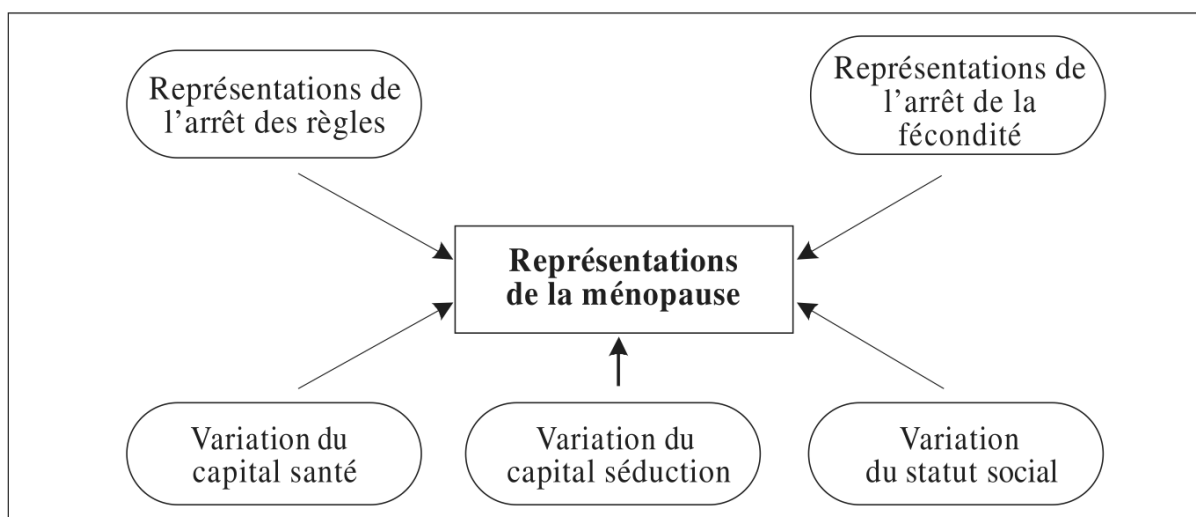 Représentations de
l’arrêt des règles
Représentations de
l’arrêt de la
fécondité
Représentations
de la ménopause
Variation du
capital santé
Variation du
capital séduction
Variation
du statut social